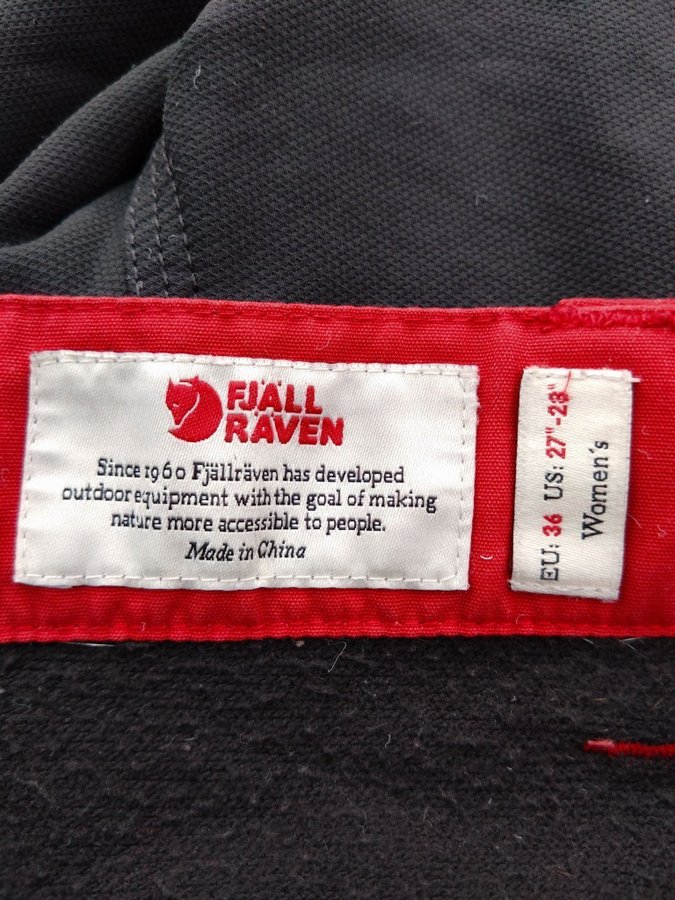 FJÄLL
RÄVEN
Since 1960 Fjällräven has developed
outdoor equipment with the goal of making
nature more accessible to people.
Made in China
EU: 36 US: 27"-28"
Women's